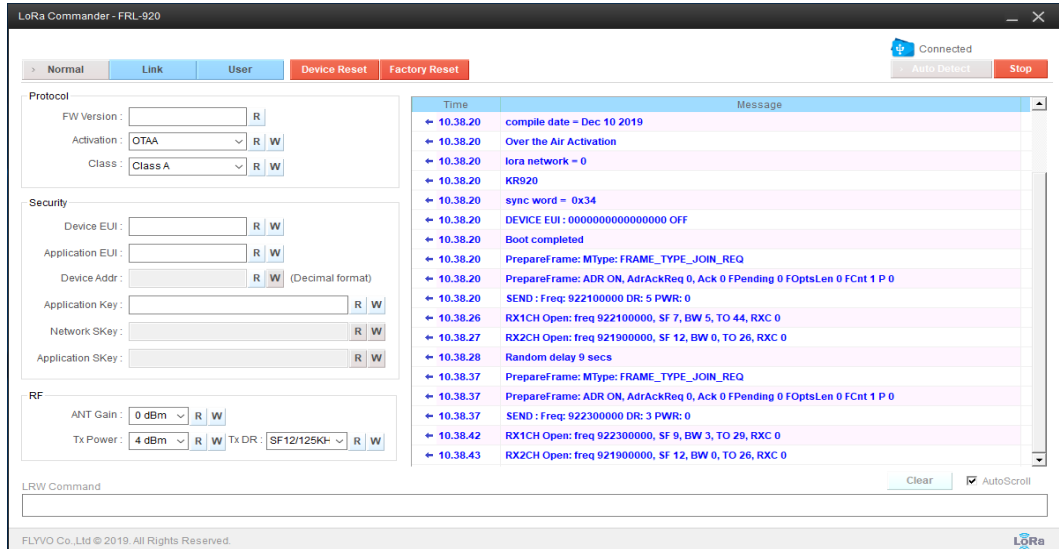 LoRa Commander - FRL-920
Connected
Normal Link User Device Reset Factory Reset Auto Detect Stop
Protocol
FW Version : R
Activation : OTAA R W
Class : Class A R W
Security
Device EUI : R W
Application EUI : R W
Device Addr : R W (Decimal format)
Application Key : R W
Network SKey : R W
Application SKey : R W
RF
ANT Gain : 0 dBm R W
Tx Power : 4 dBm R W Tx DR : SF12/125KH R W
Time Message
10.38.20 compile date = Dec 10 2019
10.38.20 Over the Air Activation
10.38.20 lora network = 0
10.38.20 KR920
10.38.20 sync word = 0x34
10.38.20 DEVICE EUI : 0000000000000000 OFF
10.38.20 Boot completed
10.38.20 PrepareFrame: MType: FRAME_TYPE_JOIN_REQ
10.38.20 PrepareFrame: ADR ON, AdrAckReq 0, Ack 0 FPending 0 FOptsLen 0 FCnt 1 P 0
10.38.20 SEND : Freq: 922100000 DR: 5 PWR: 0
10.38.26 RX1CH Open: freq 922100000, SF 7, BW 5, TO 44, RXC 0
10.38.27 RX2CH Open: freq 921900000, SF 12, BW 0, TO 26, RXC 0
10.38.28 Random delay 9 secs
10.38.37 PrepareFrame: MType: FRAME_TYPE_JOIN_REQ
10.38.37 PrepareFrame: ADR ON, AdrAckReq 0, Ack 0 FPending 0 FOptsLen 0 FCnt 1 P 0
10.38.37 SEND : Freq: 922300000 DR: 3 PWR: 0
10.38.42 RX1CH Open: freq 922300000, SF 9, BW 3, TO 29, RXC 0
10.38.43 RX2CH Open: freq 921900000, SF 12, BW 0, TO 26, RXC 0
Clear AutoScroll
LRW Command
FLYVO Co.,Ltd © 2019. All Rights Reserved. LoRa